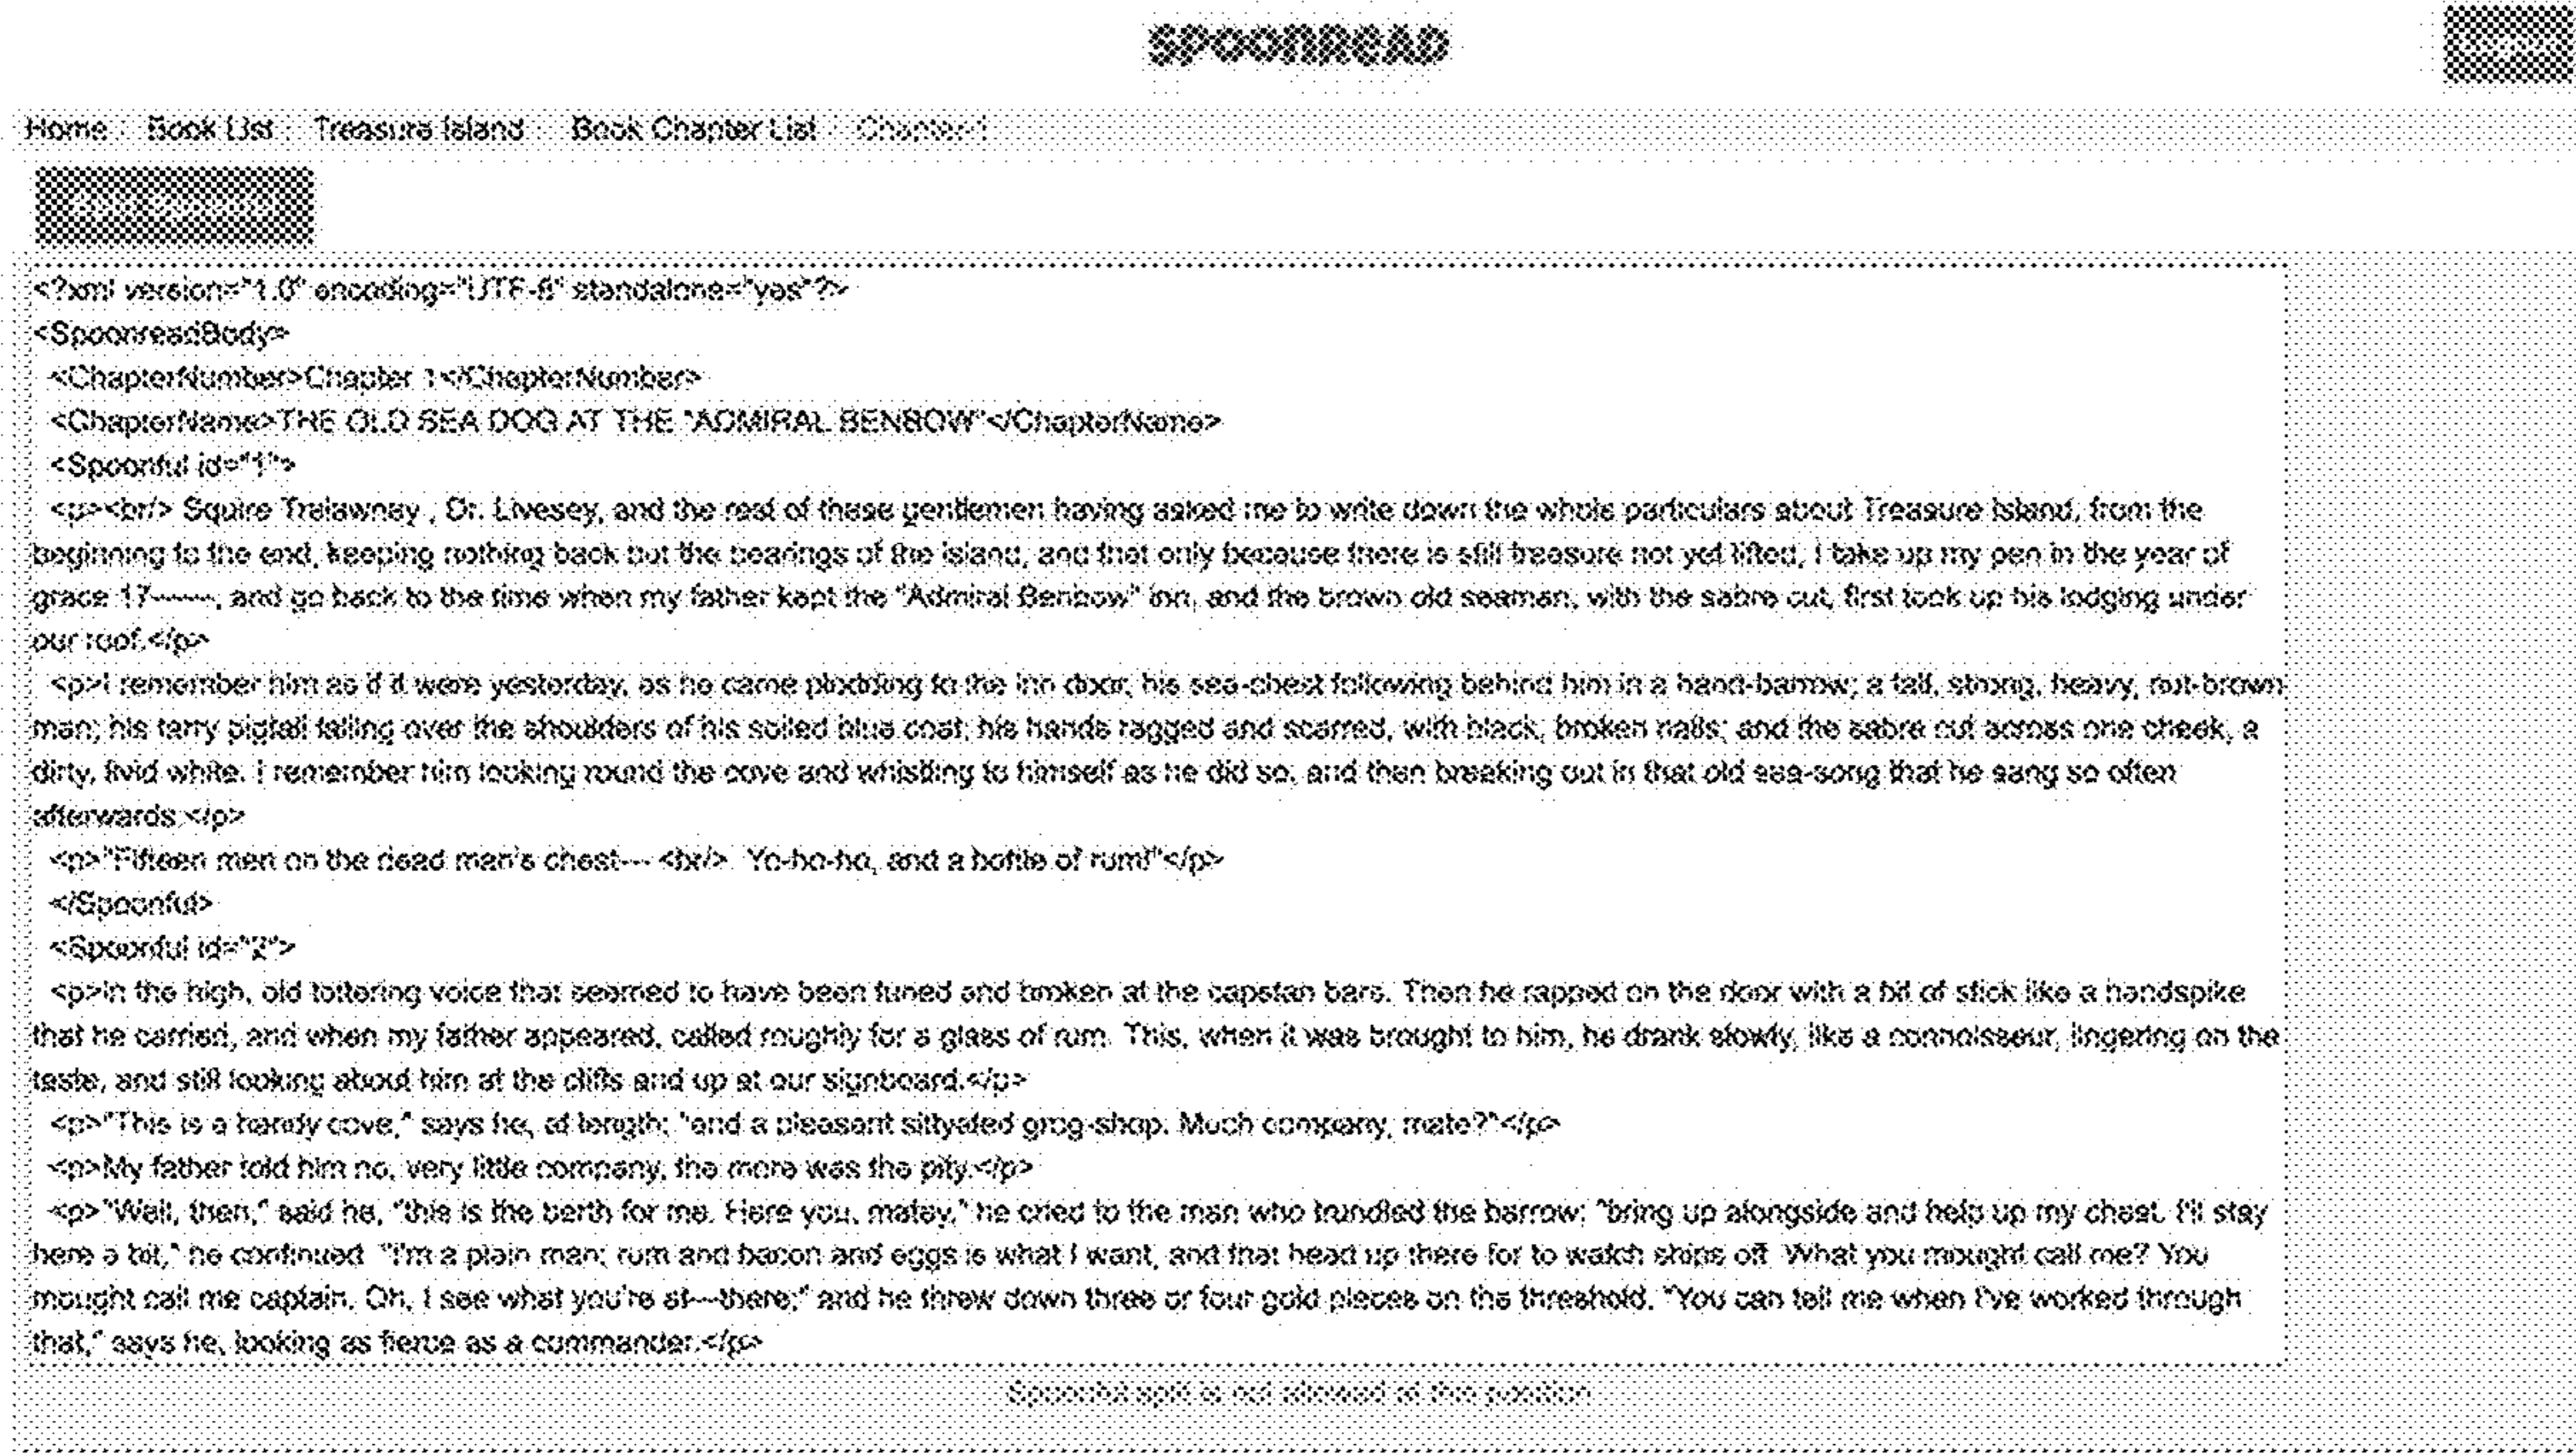 SPOONREAD
Home Book List Treasure Island Book Chapter List Chapter-1
<?xml version="1.0" encoding="UTF-8" standalone="yes"?>
<SpoonreadBody>
<ChapterNumber>Chapter 1</ChapterNumber>
<ChapterName>THE OLD SEA DOG AT THE "ADMIRAL BENBOW"</ChapterName>
<Spoonful id="1">
<p><br/> Squire Trelawney , Dr. Livesey, and the rest of these gentlemen having asked me to write down the whole particulars about Treasure Island, from the
beginning to the end, keeping nothing back but the bearings of the island, and that only because there is still treasure not yet lifted, I take up my pen in the year of
grace 17-----, and go back to the time when my father kept the "Admiral Benbow" inn, and the brown old seaman, with the sabre cut, first took up his lodging under
our roof.</p>
<p>I remember him as if it were yesterday, as he came plodding to the inn door, his sea-chest following behind him in a hand-barrow; a tall, strong, heavy, nut-brown
man; his tarry pigtail falling over the shoulders of his soiled blue coat; his hands ragged and scarred, with black, broken nails; and the sabre cut across one cheek, a
dirty, livid white. I remember him looking round the cove and whistling to himself as he did so, and then breaking out in that old sea-song that he sang so often
afterwards:</p>
<p>"Fifteen men on the dead man's chest--- <br/> Yo-ho-ho, and a bottle of rum!"</p>
</Spoonful>
<Spoonful id="2">
<p>In the high, old tottering voice that seemed to have been tuned and broken at the capstan bars. Then he rapped on the door with a bit of stick like a handspike
that he carried, and when my father appeared, called roughly for a glass of rum. This, when it was brought to him, he drank slowly, like a connoisseur, lingering on the
taste, and still looking about him at the cliffs and up at our signboard.</p>
<p>"This is a handy cove," says he, at length; "and a pleasant sittyated grog-shop. Much company, mate?"</p>
<p>My father told him no, very little company, the more was the pity.</p>
<p>"Well, then," said he, "this is the berth for me. Here you, matey," he cried to the man who trundled the barrow; "bring up alongside and help up my chest. I'll stay
here a bit," he continued. "I'm a plain man; rum and bacon and eggs is what I want, and that head up there for to watch ships off. What you mought call me? You
mought call me captain. Oh, I see what you're at---there;" and he threw down three or four gold pieces on the threshold. "You can tell me when I've worked through
that," says he, looking as fierce as a commander.</p>
Spoonful split is not allowed at this position